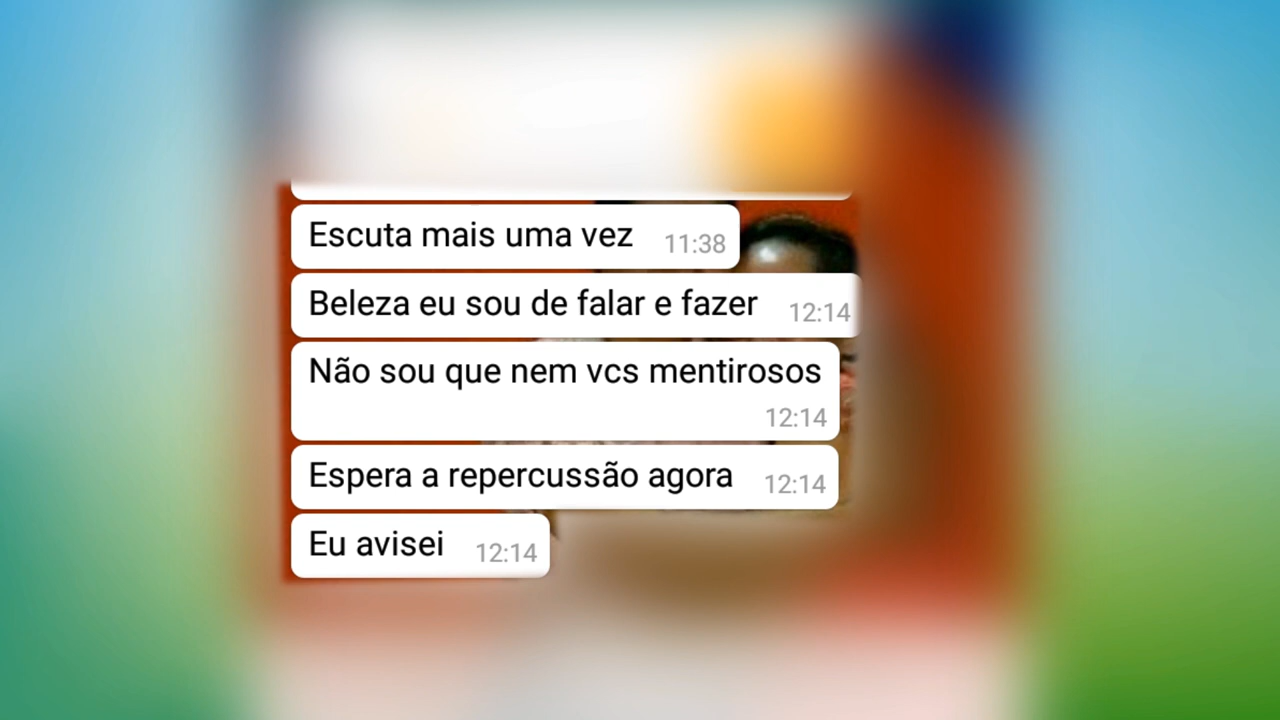 Escuta mais uma vez 11:38
Beleza eu sou de falar e fazer 12:14
Não sou que nem vcs mentirosos
12:14
Espera a repercussão agora 12:14
Eu avisei 12:14